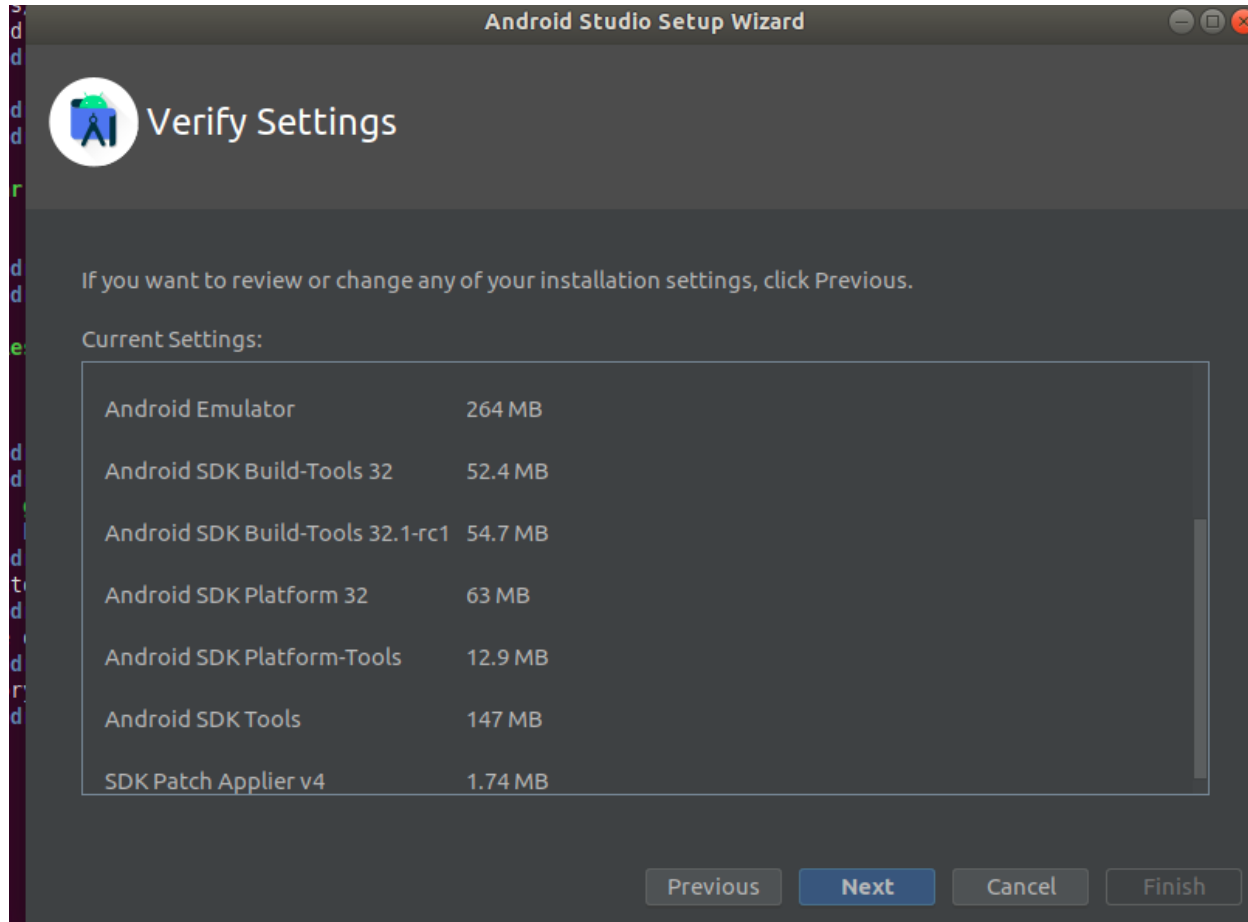 Android Studio Setup Wizard
Verify Settings
If you want to review or change any of your installation settings, click Previous.
Current Settings:
Android Emulator 264 MB
Android SDK Build-Tools 32 52.4 MB
Android SDK Build-Tools 32.1-rc1 54.7 MB
Android SDK Platform 32 63 MB
Android SDK Platform-Tools 12.9 MB
Android SDK Tools 147 MB
SDK Patch Applier v4 1.74 MB
Previous Next Cancel Finish